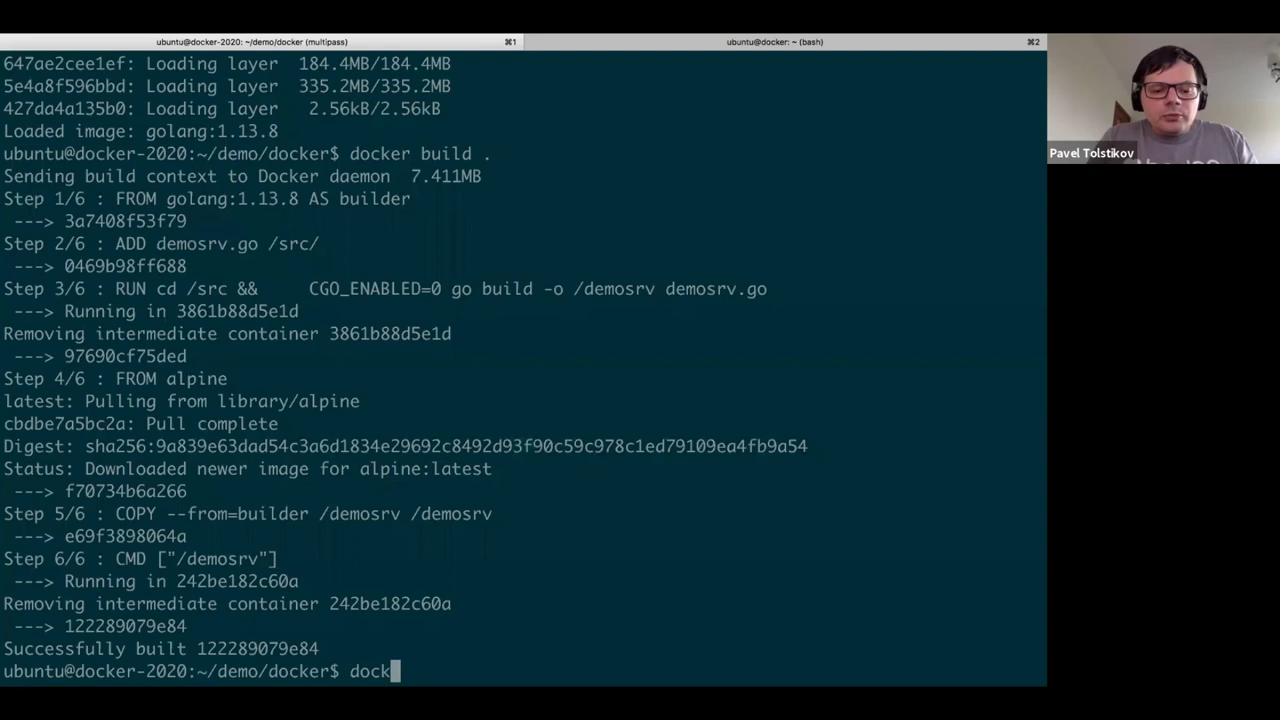 ubuntu@docker-2020: ~/demo/docker (multipass) ⌘1 ubuntu@docker: ~ (bash) ⌘2
647ae2cee1ef: Loading layer  184.4MB/184.4MB
5e4a8f596bbd: Loading layer  335.2MB/335.2MB
427da4a135b0: Loading layer   2.56kB/2.56kB
Loaded image: golang:1.13.8
ubuntu@docker-2020:~/demo/docker$ docker build .
Sending build context to Docker daemon  7.411MB
Step 1/6 : FROM golang:1.13.8 AS builder
 ---> 3a7408f53f79
Step 2/6 : ADD demosrv.go /src/
 ---> 0469b98ff688
Step 3/6 : RUN cd /src &&     CGO_ENABLED=0 go build -o /demosrv demosrv.go
 ---> Running in 3861b88d5e1d
Removing intermediate container 3861b88d5e1d
 ---> 97690cf75ded
Step 4/6 : FROM alpine
latest: Pulling from library/alpine
cbdbe7a5bc2a: Pull complete
Digest: sha256:9a839e63dad54c3a6d1834e29692c8492d93f90c59c978c1ed79109ea4fb9a54
Status: Downloaded newer image for alpine:latest
 ---> f70734b6a266
Step 5/6 : COPY --from=builder /demosrv /demosrv
 ---> e69f3898064a
Step 6/6 : CMD ["/demosrv"]
 ---> Running in 242be182c60a
Removing intermediate container 242be182c60a
 ---> 122289079e84
Successfully built 122289079e84
ubuntu@docker-2020:~/demo/docker$ dock
Pavel Tolstikov